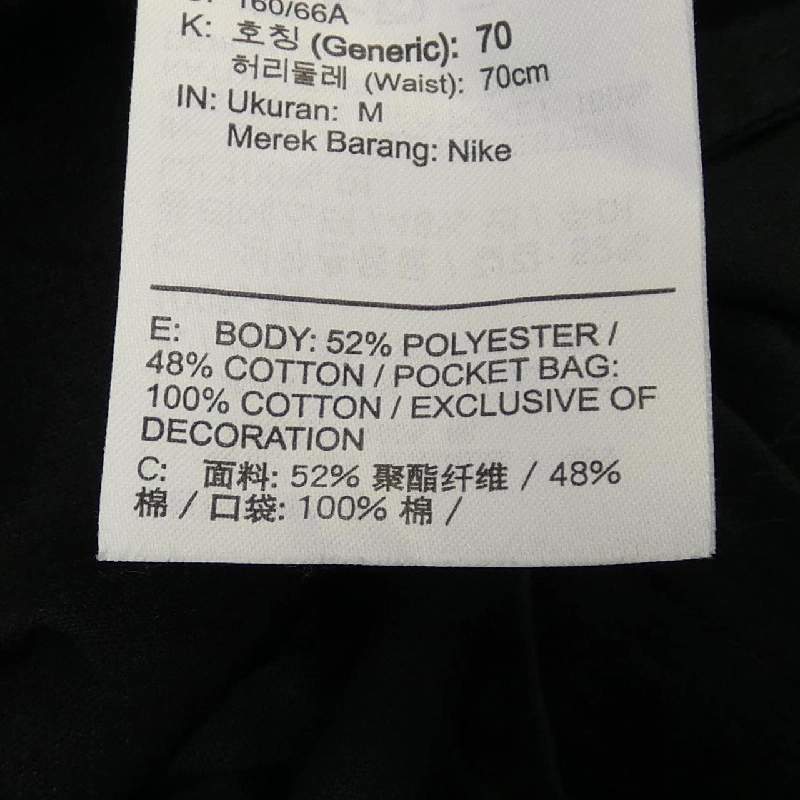 160/66A
K: 호칭 (Generic): 70
허리둘레 (Waist): 70cm
IN: Ukuran: M
Merek Barang: Nike
E: BODY: 52% POLYESTER /
48% COTTON / POCKET BAG:
100% COTTON / EXCLUSIVE OF
DECORATION
C: 面料: 52% 聚酯纤维 / 48%
棉 / 口袋: 100% 棉 /